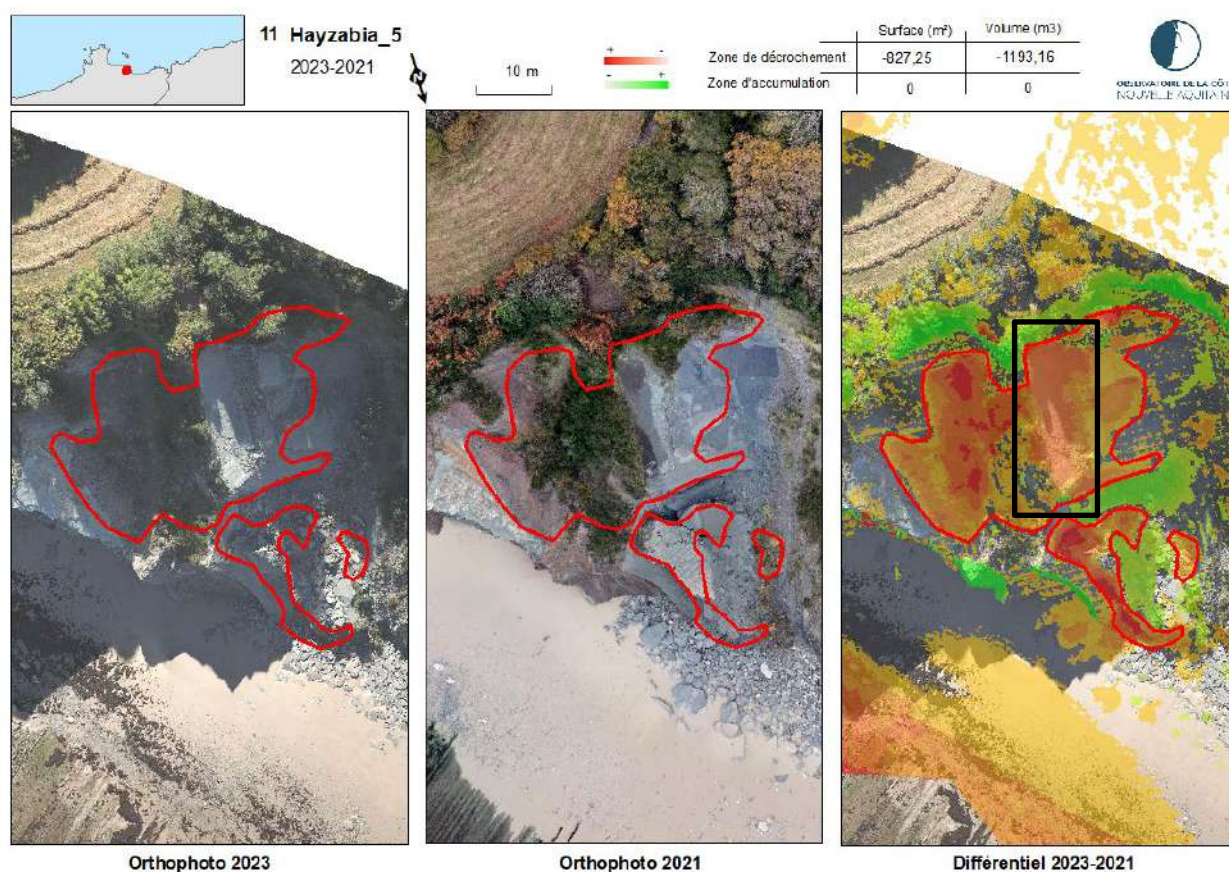 11 Hayzabia_5
2023-2021
N
10 m
+ -
Zone de décrochement
- +
Zone d'accumulation
Surface (m²) Volume (m3)
-827,25 -1193,16
0 0
OBSERVATOIRE DE LA CÔTE
NOUVELLE AQUITAIN
Orthophoto 2023
Orthophoto 2021
Différentiel 2023-2021